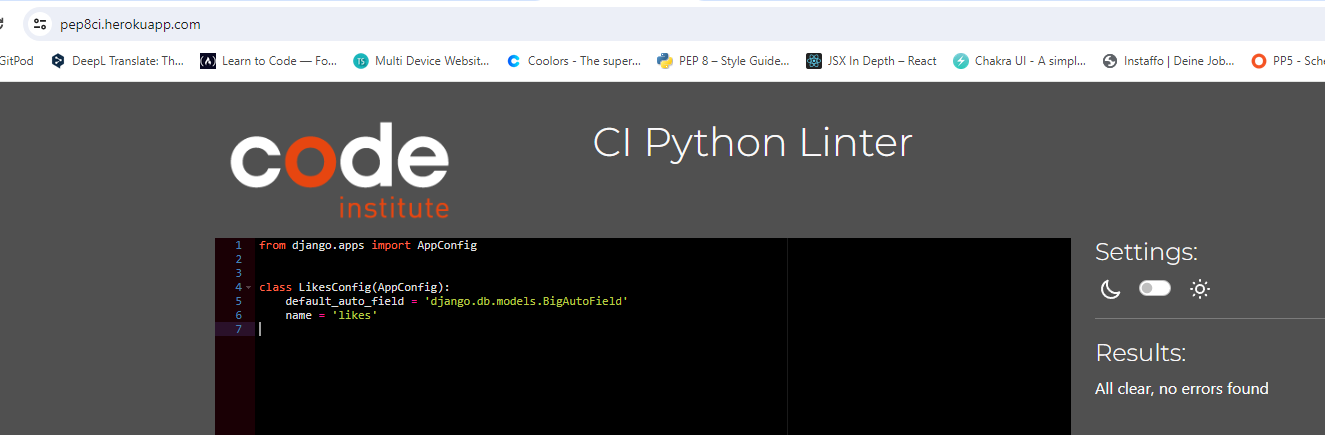 pep8ci.herokuapp.com
GitPod DeepL Translate: Th... Learn to Code — Fo... TS Multi Device Websit... Coolors - The super... PEP 8 – Style Guide... JSX In Depth – React Chakra UI - A simpl... Instaffo | Deine Job... PP5 - Sche
code
institute
CI Python Linter
1 from django.apps import AppConfig
2
3
4 class LikesConfig(AppConfig):
5 default_auto_field = 'django.db.models.BigAutoField'
6 name = 'likes'
7
Settings:
Results:
All clear, no errors found